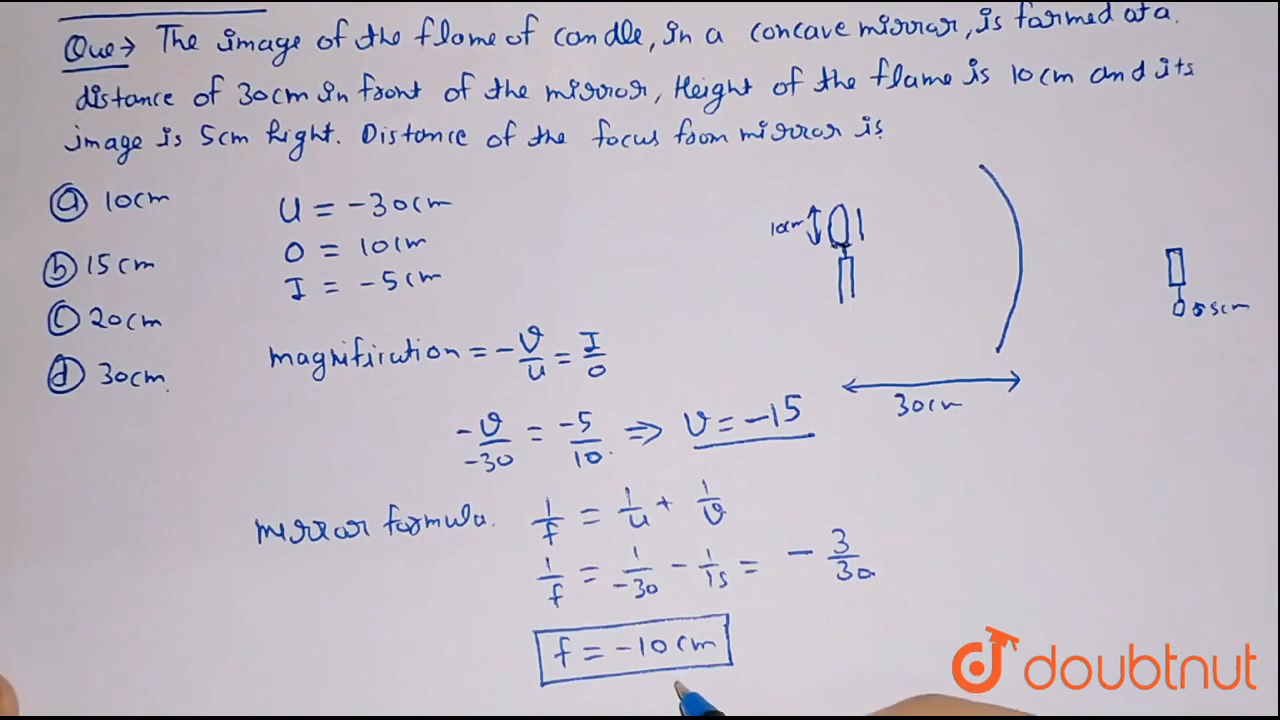 Que → The image of the flame of candle, in a concave mirror, is formed at a
distance of 30cm in front of the mirror, Height of the flame is 10cm and its
image is 5cm hight. Distance of the focus from mirror is
(a) 10cm
(b) 15cm
(c) 20cm
(d) 30cm.
U = -30cm
O = 10cm
I = -5cm
magnification = -v/u = I/O
-v/-30 = -5/10 ⇒ v = -15
mirror formula. 1/f = 1/u + 1/v
1/f = 1/-30 - 1/15 = -3/30
f = -10cm
10cm
5cm
30cm
doubtnut